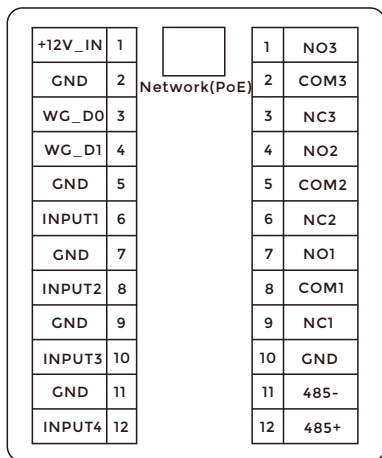 +12V_IN 1
GND 2
WG_D0 3
WG_D1 4
GND 5
INPUT1 6
GND 7
INPUT2 8
GND 9
INPUT3 10
GND 11
INPUT4 12
Network(PoE)
1 NO3
2 COM3
3 NC3
4 NO2
5 COM2
6 NC2
7 NO1
8 COM1
9 NC1
10 GND
11 485-
12 485+